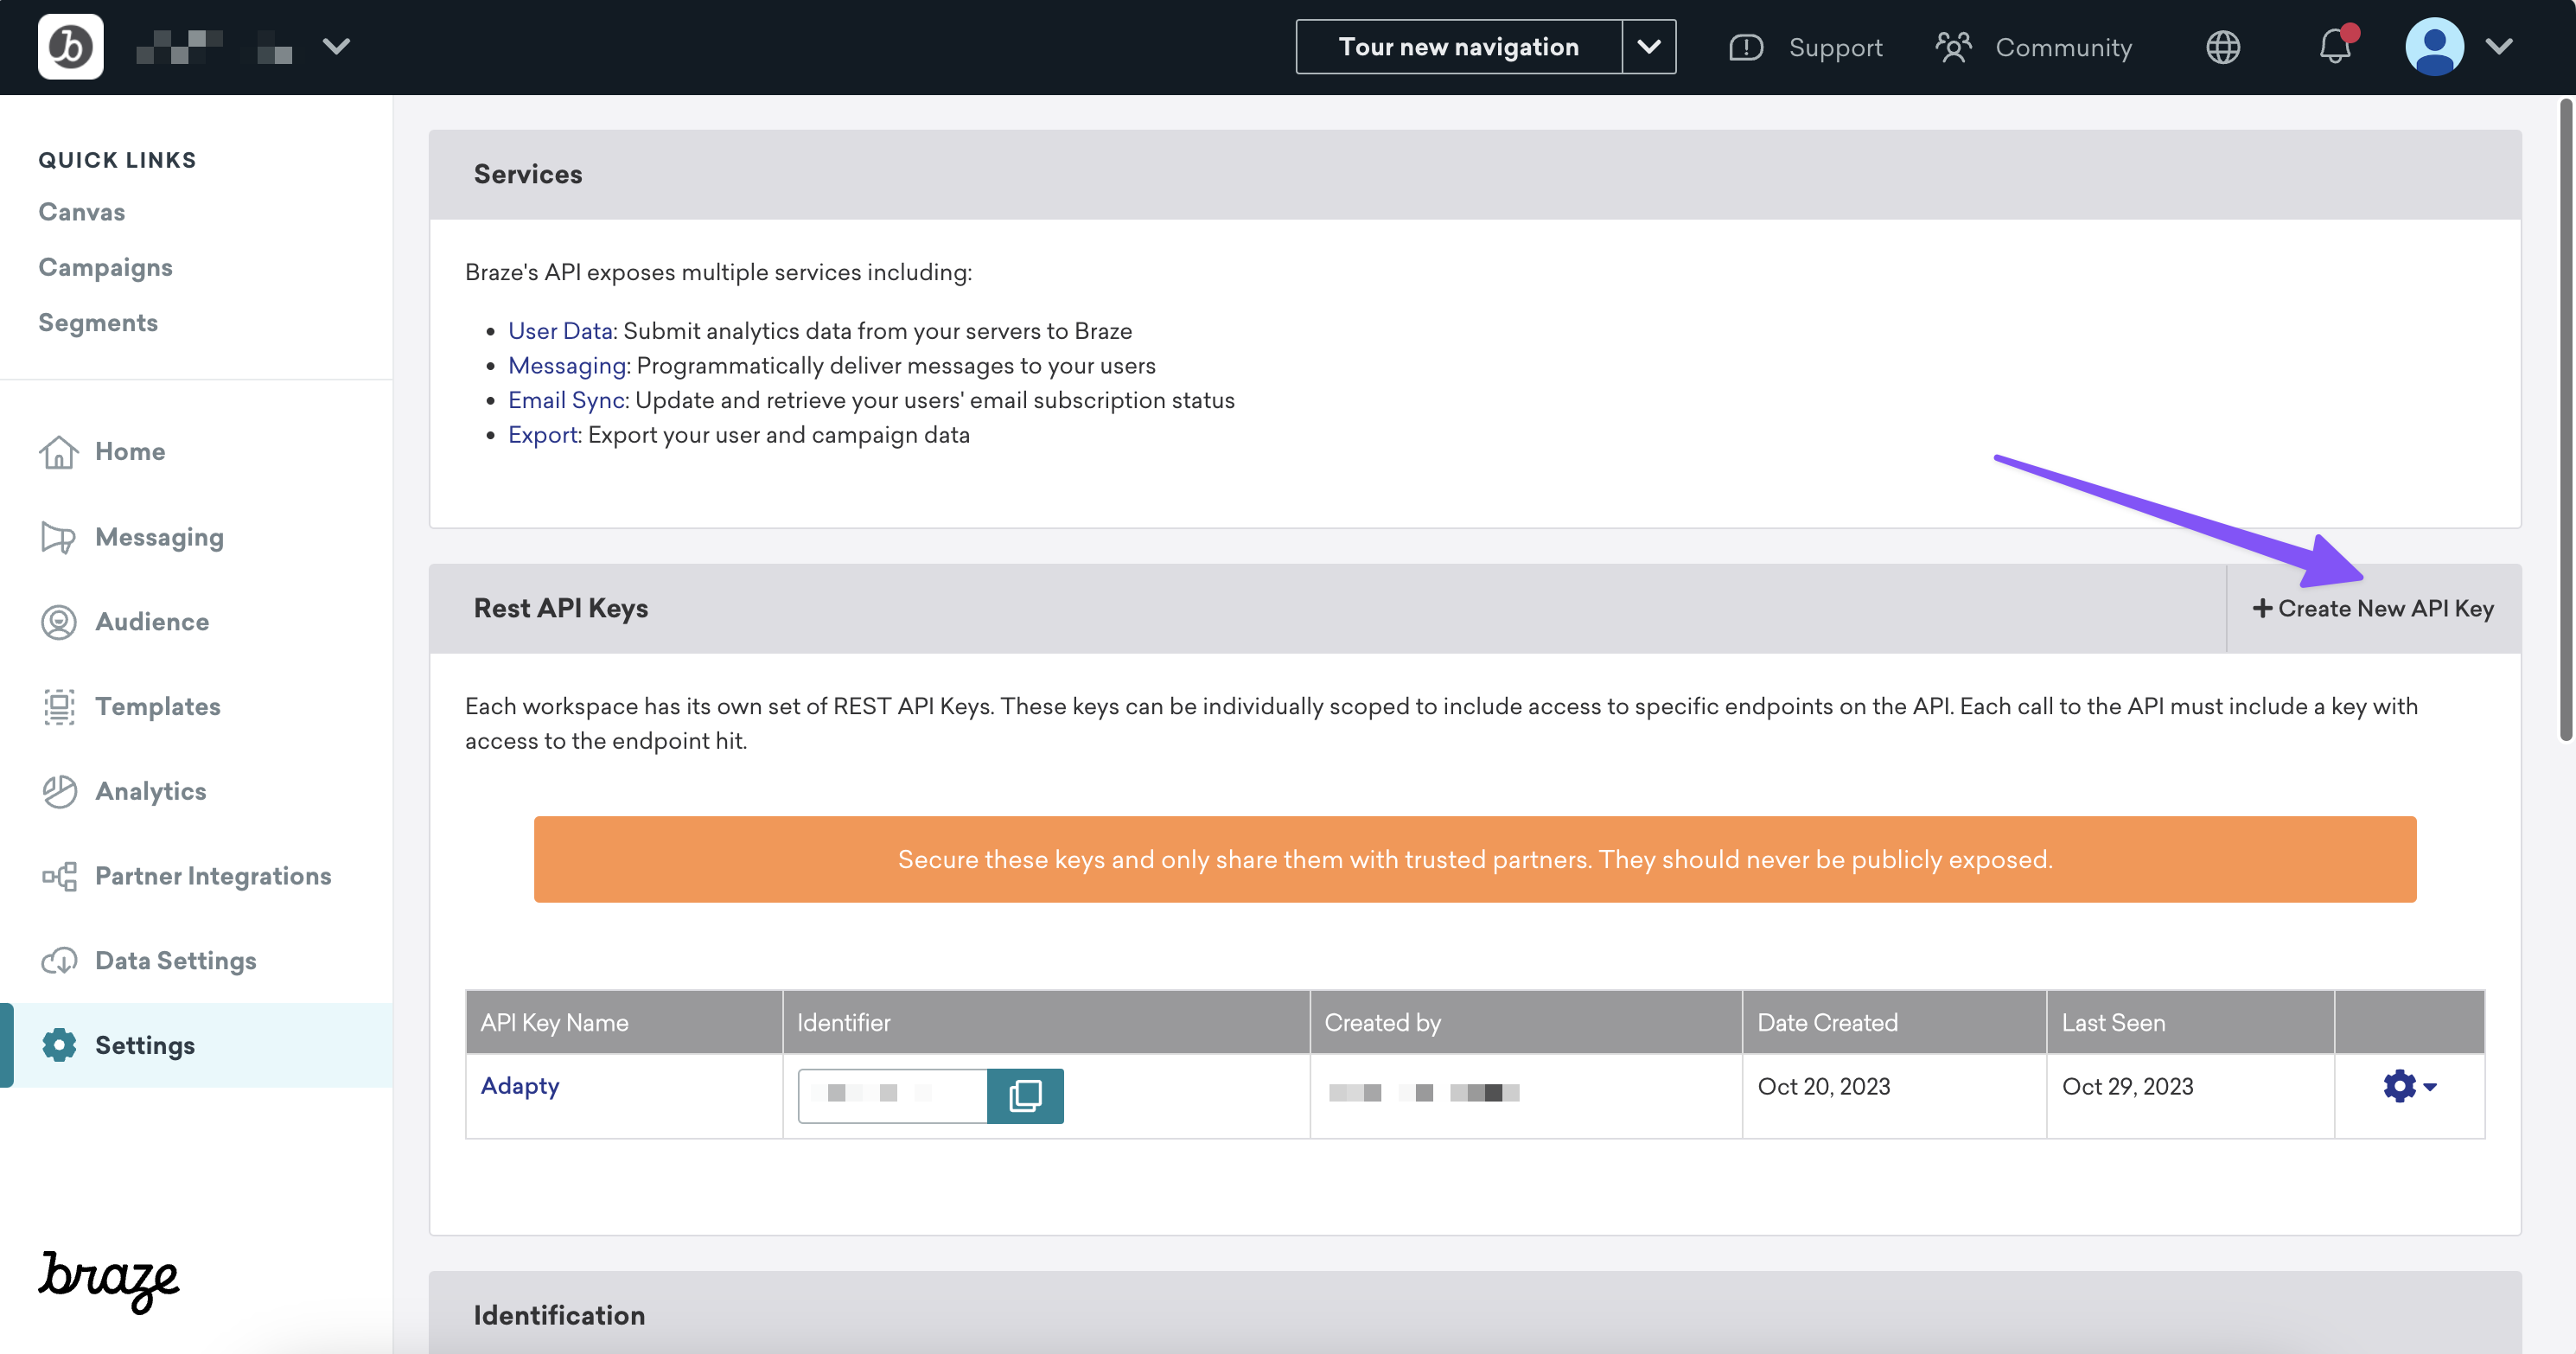 Tour new navigation
Support
Community
QUICK LINKS
Canvas
Campaigns
Segments
Home
Messaging
Audience
Templates
Analytics
Partner Integrations
Data Settings
Settings
braze
Services
Braze's API exposes multiple services including:
• User Data: Submit analytics data from your servers to Braze
• Messaging: Programmatically deliver messages to your users
• Email Sync: Update and retrieve your users' email subscription status
• Export: Export your user and campaign data
Rest API Keys
+ Create New API Key
Each workspace has its own set of REST API Keys. These keys can be individually scoped to include access to specific endpoints on the API. Each call to the API must include a key with
access to the endpoint hit.
Secure these keys and only share them with trusted partners. They should never be publicly exposed.
API Key Name Identifier Created by Date Created Last Seen
Adapty Oct 20, 2023 Oct 29, 2023
Identification